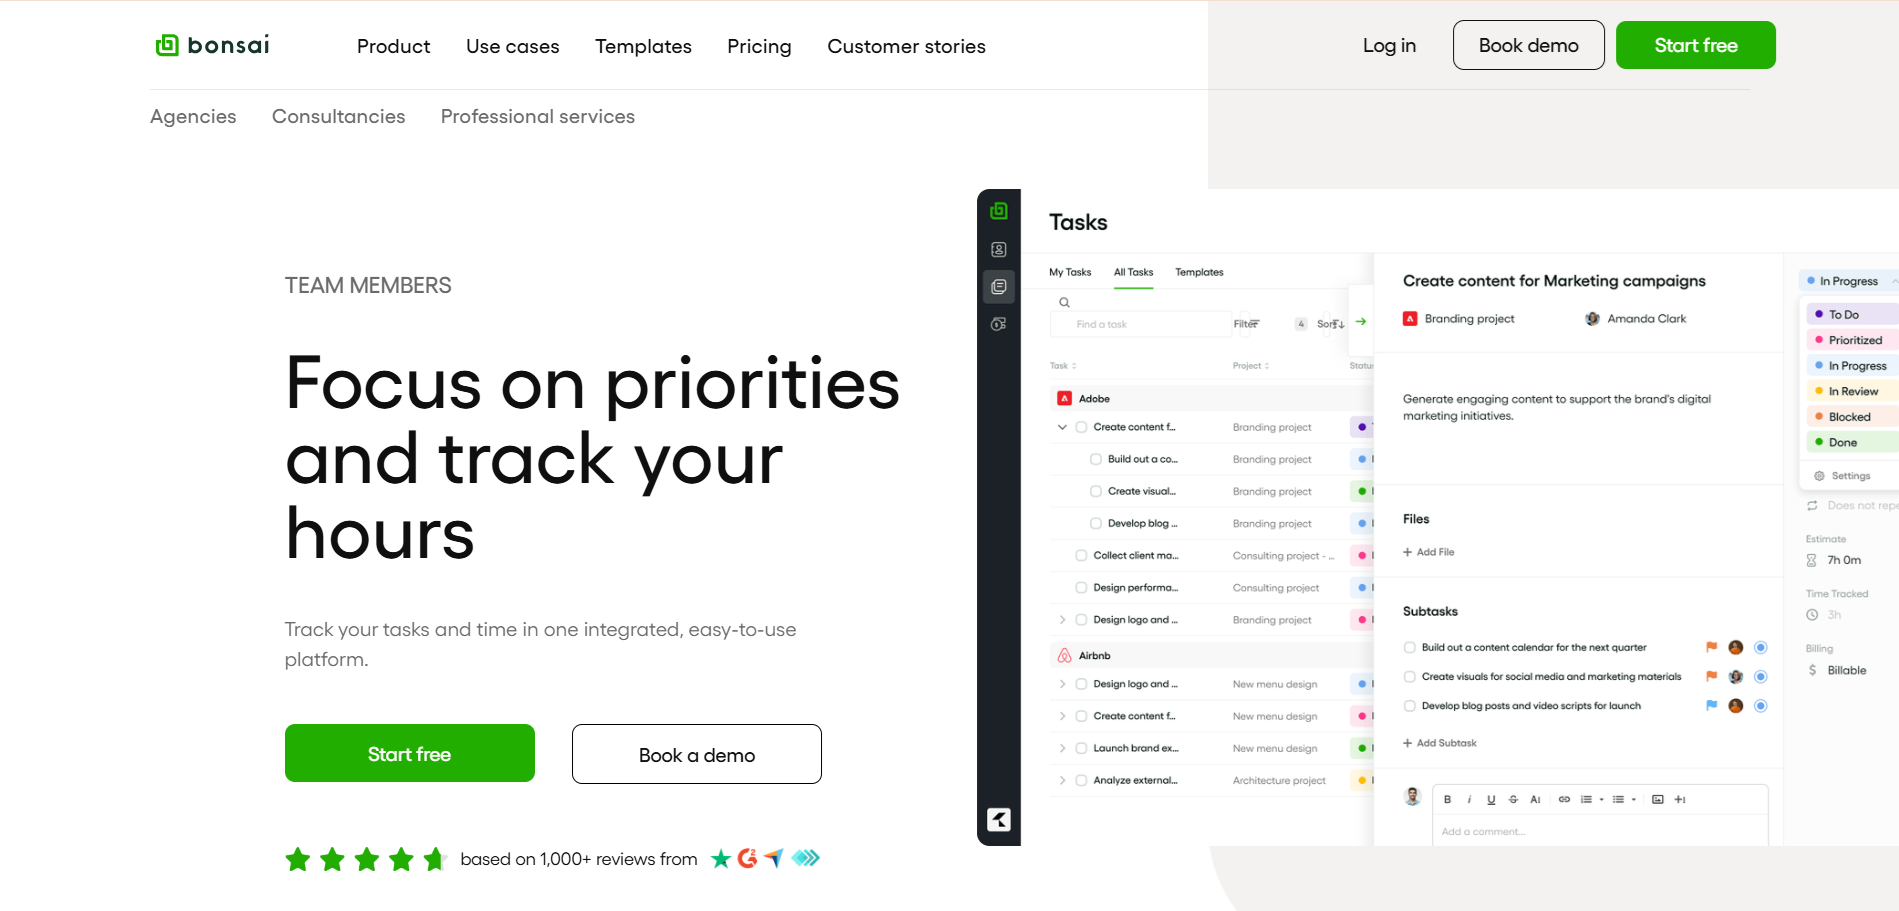 bonsai
Product Use cases Templates Pricing Customer stories
Log in Book demo Start free
Agencies Consultancies Professional services
TEAM MEMBERS
Focus on priorities
and track your
hours
Track your tasks and time in one integrated, easy-to-use
platform.
Start free Book a demo
based on 1,000+ reviews from
Tasks
My Tasks All Tasks Templates
Find a task Filter 4 Sort
Task Project Status
Adobe
Create content f... Branding project
Build out a co... Branding project
Create visual... Branding project
Develop blog ... Branding project
Collect client ma... Consulting project - ...
Design performa... Consulting project
Design logo and ... Branding project
Airbnb
Design logo and ... New menu design
Create content f... New menu design
Launch brand ex... New menu design
Analyze external... Architecture project
Create content for Marketing campaigns
Branding project Amanda Clark
Generate engaging content to support the brand's digital
marketing initiatives.
Files
+ Add File
Subtasks
Build out a content calendar for the next quarter
Create visuals for social media and marketing materials
Develop blog posts and video scripts for launch
+ Add Subtask
B i U S A
Add a comment...
In Progress
To Do
Prioritized
In Progress
In Review
Blocked
Done
Settings
Does not repe
Estimate
7h 0m
Time Tracked
3h
Billing
$ Billable